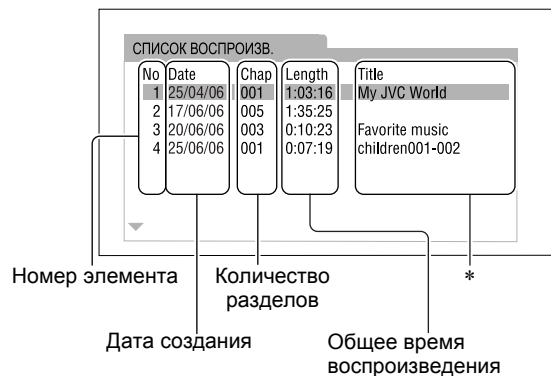 СПИСОК ВОСПРОИЗВ.
No Date Chap Length Title
1 25/04/06 001 1:03:16 My JVC World
2 17/06/06 005 1:35:25
3 20/06/06 003 0:10:23 Favorite music
4 25/06/06 001 0:07:19 children001-002
Номер элемента Количество *
разделов
Дата создания Общее время
воспроизведения